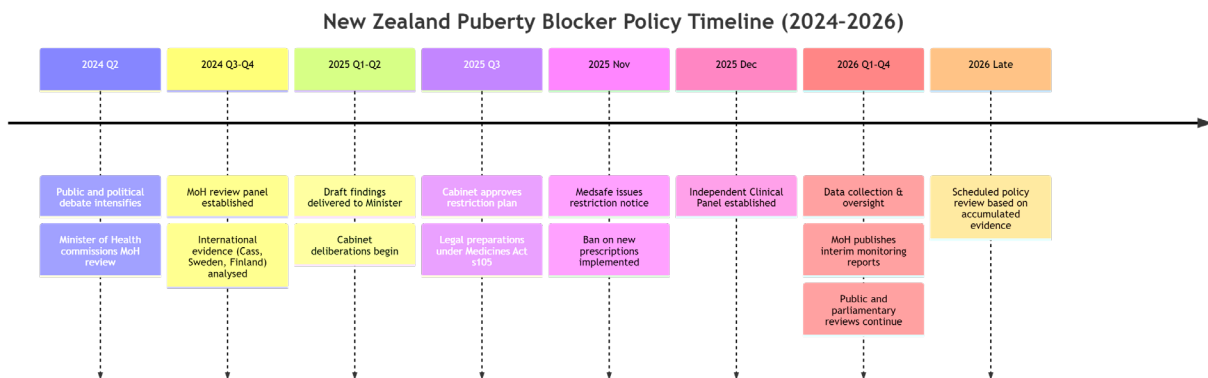 New Zealand Puberty Blocker Policy Timeline (2024–2026)
2024 Q2
2024 Q3-Q4
2025 Q1-Q2
2025 Q3
2025 Nov
2025 Dec
2026 Q1-Q4
2026 Late
Public and political
debate intensifies
Minister of Health
commissions MoH
review
MoH review panel
established
International
evidence (Cass,
Sweden, Finland)
analysed
Draft findings
delivered to Minister
Cabinet
deliberations begin
Cabinet approves
restriction plan
Legal preparations
under Medicines Act
s105
Medsafe issues
restriction notice
Ban on new
prescriptions
implemented
Independent Clinical
Panel established
Data collection &
oversight
MoH publishes
interim monitoring
reports
Public and
parliamentary
reviews continue
Scheduled policy
review based on
accumulated
evidence